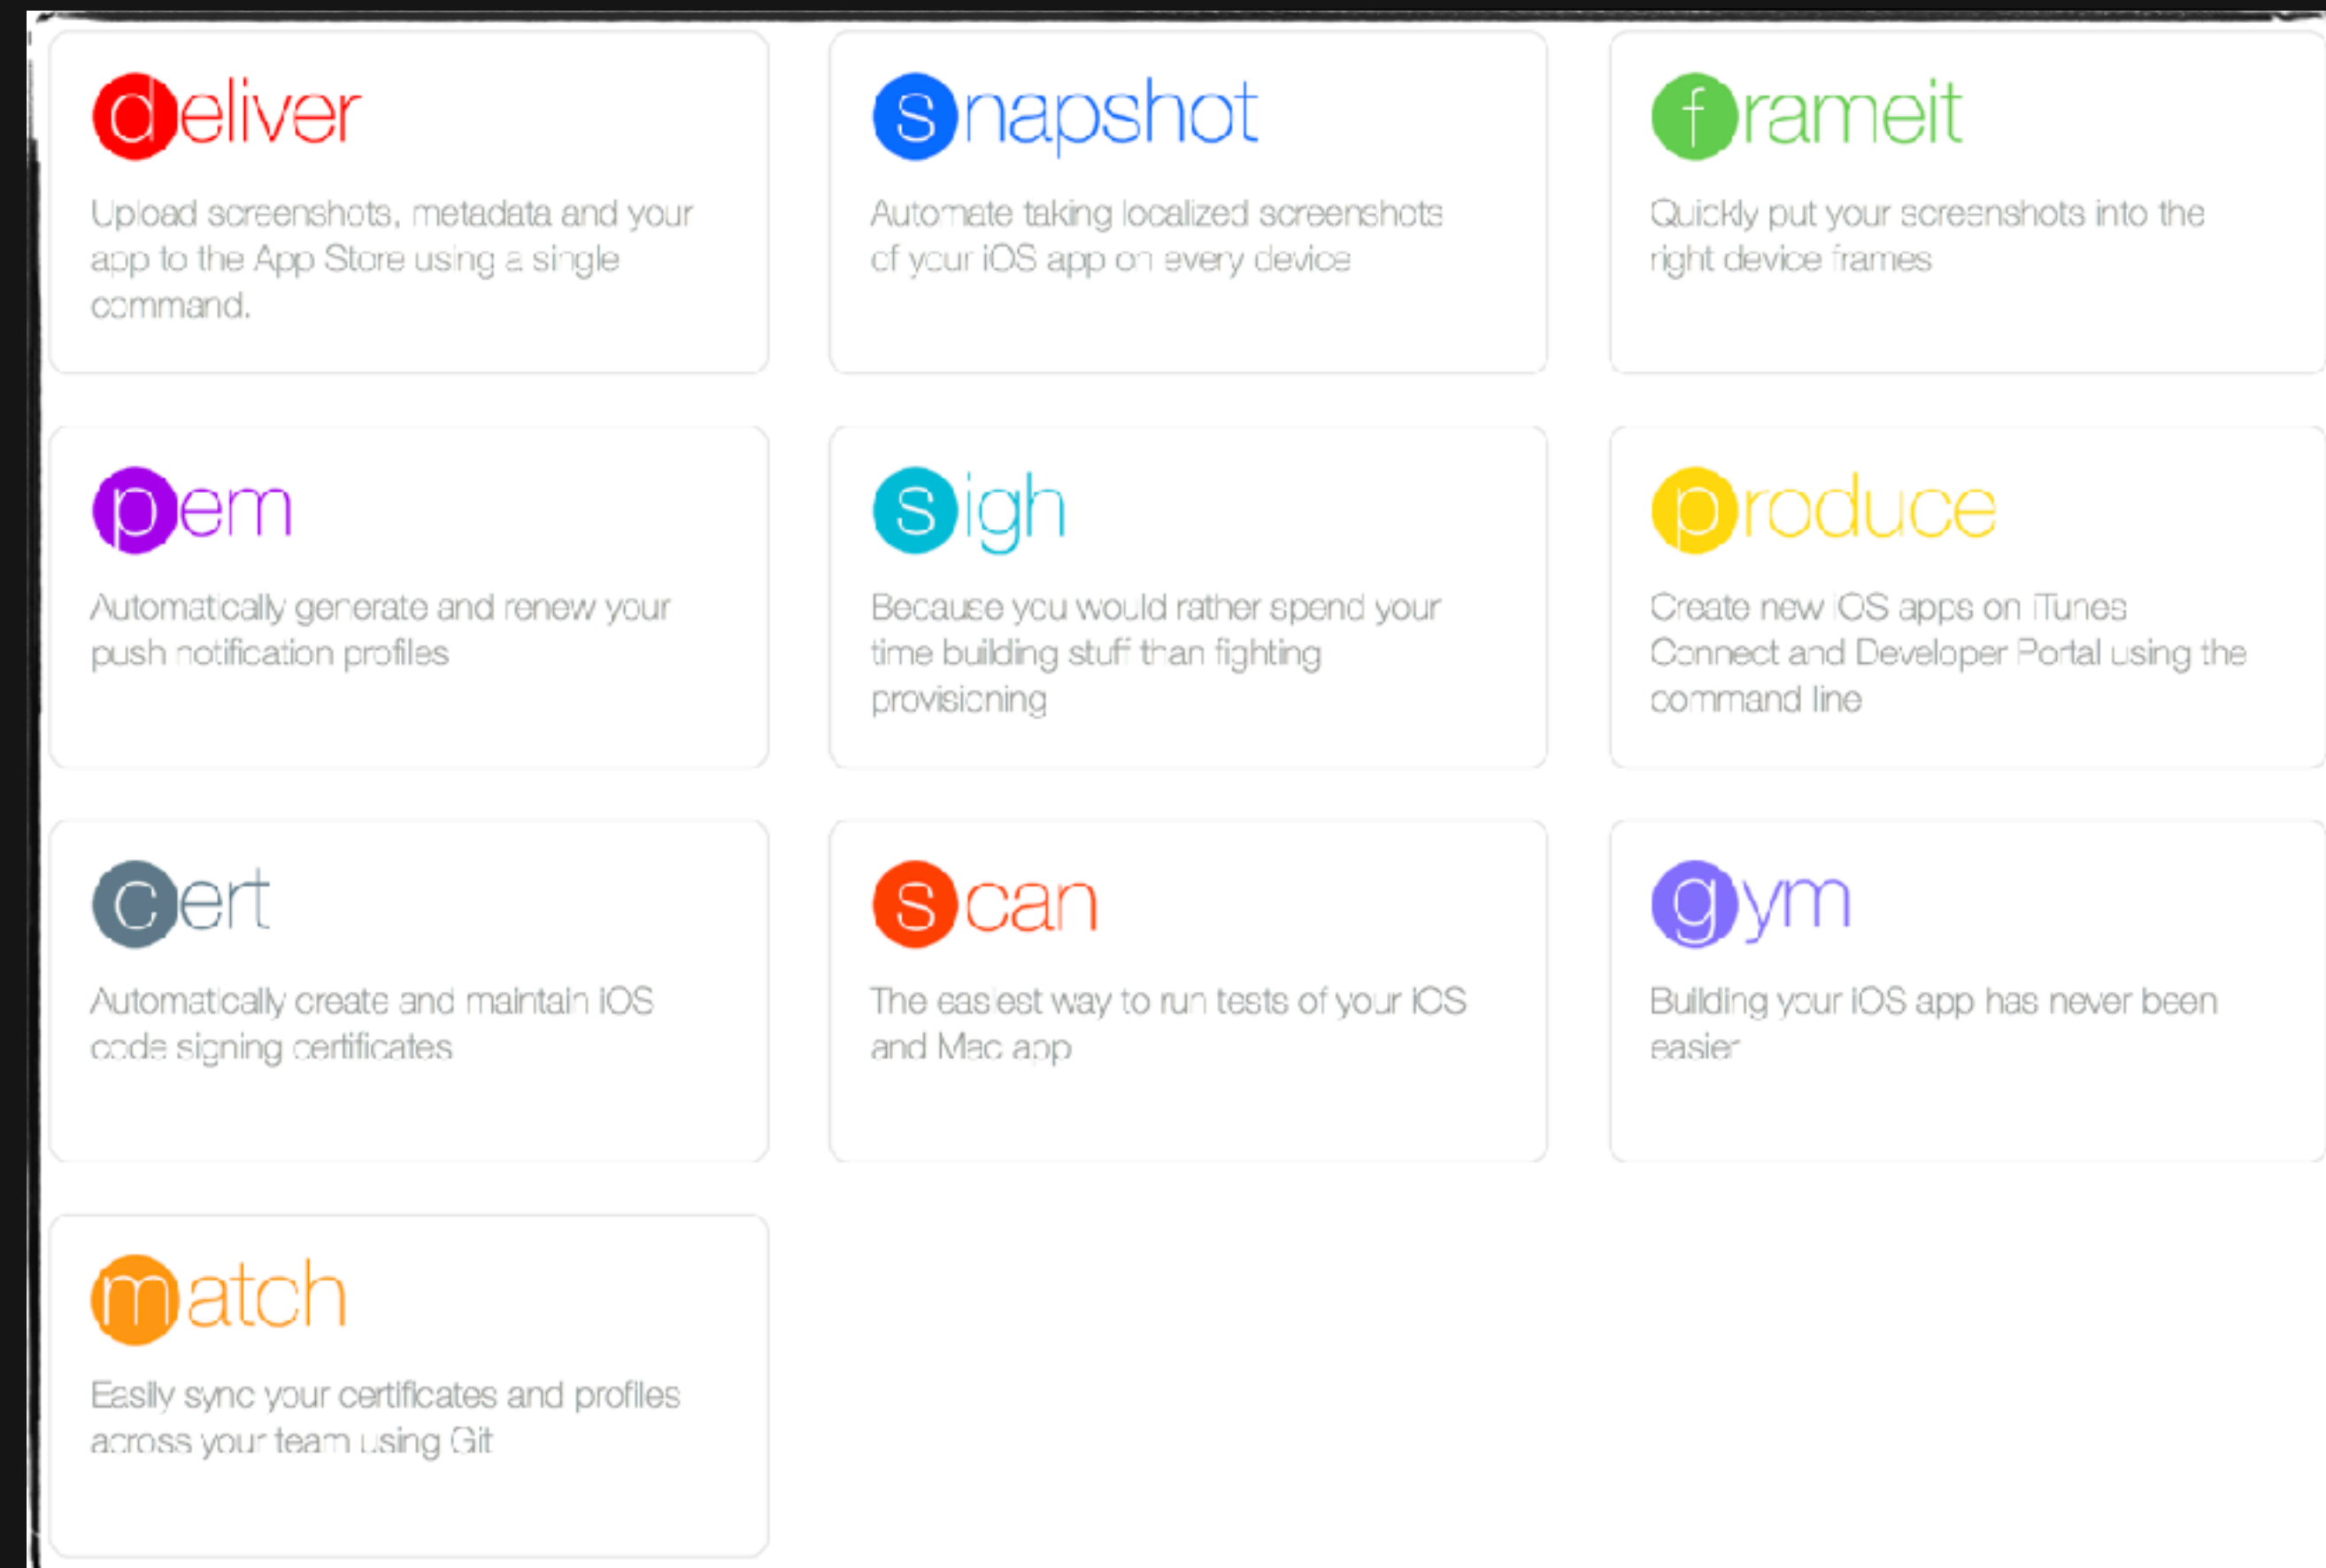 deliver
Upload screenshots, metadata and your
app to the App Store using a single
command.
snapshot
Automate taking localized screenshots
of your iOS app on every device
frameit
Quickly put your screenshots into the
right device frames
pem
Automatically generate and renew your
push notification profiles
sigh
Because you would rather spend your
time building stuff than fighting
provisioning
produce
Create new iOS apps on iTunes
Connect and Developer Portal using the
command line
cert
Automatically create and maintain iOS
code signing certificates
scan
The easiest way to run tests of your iOS
and Mac app
gym
Building your iOS app has never been
easier
match
Easily sync your certificates and profiles
across your team using Git